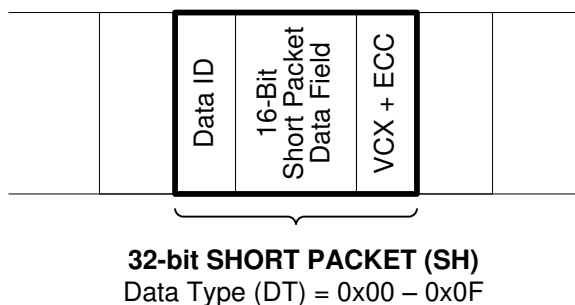 Data ID
16-Bit
Short Packet
Data Field
VCX + ECC
32-bit SHORT PACKET (SH)
Data Type (DT) = 0x00 – 0x0F